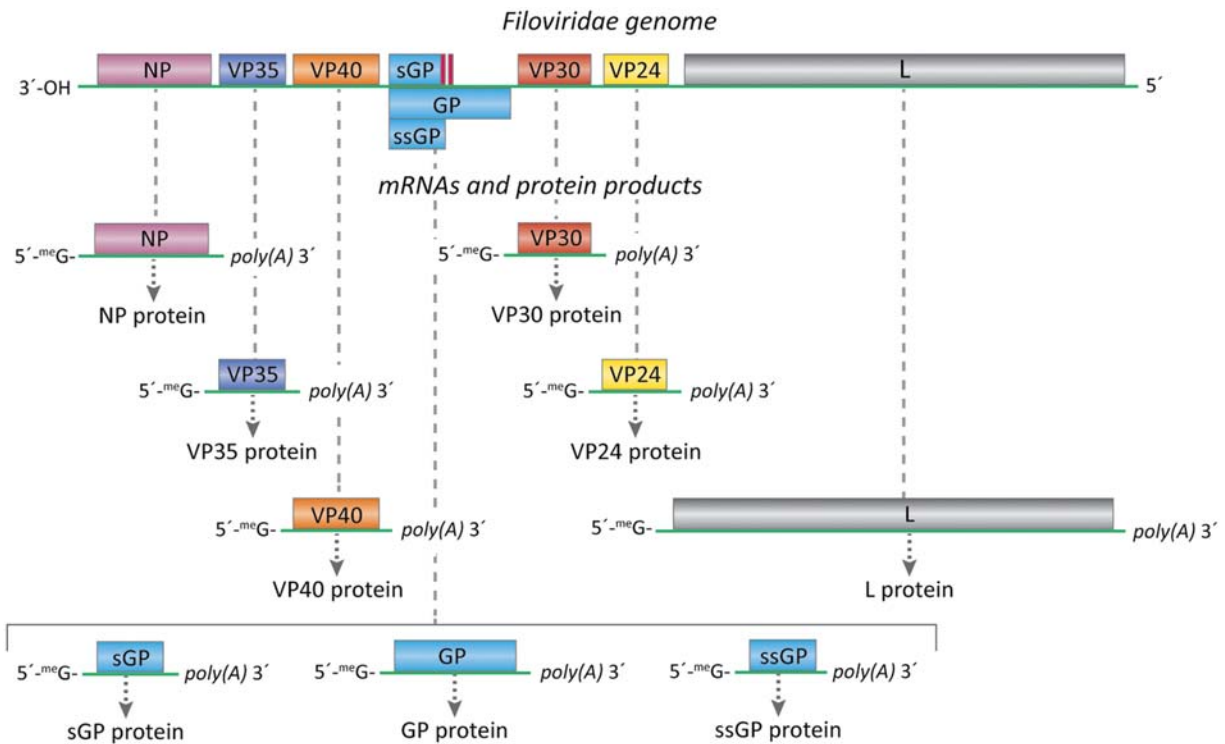 Filoviridae genome
3´-OH NP VP35 VP40 sGP VP30 VP24 L 5´
GP
ssGP
mRNAs and protein products
5´-meG- NP poly(A) 3´ 5´-meG- VP30 poly(A) 3´
NP protein VP30 protein
5´-meG- VP35 poly(A) 3´ 5´-meG- VP24 poly(A) 3´
VP35 protein VP24 protein
5´-meG- VP40 poly(A) 3´ 5´-meG- L poly(A) 3´
VP40 protein L protein
5´-meG- sGP poly(A) 3´ 5´-meG- GP poly(A) 3´ 5´-meG- ssGP poly(A) 3´
sGP protein GP protein ssGP protein